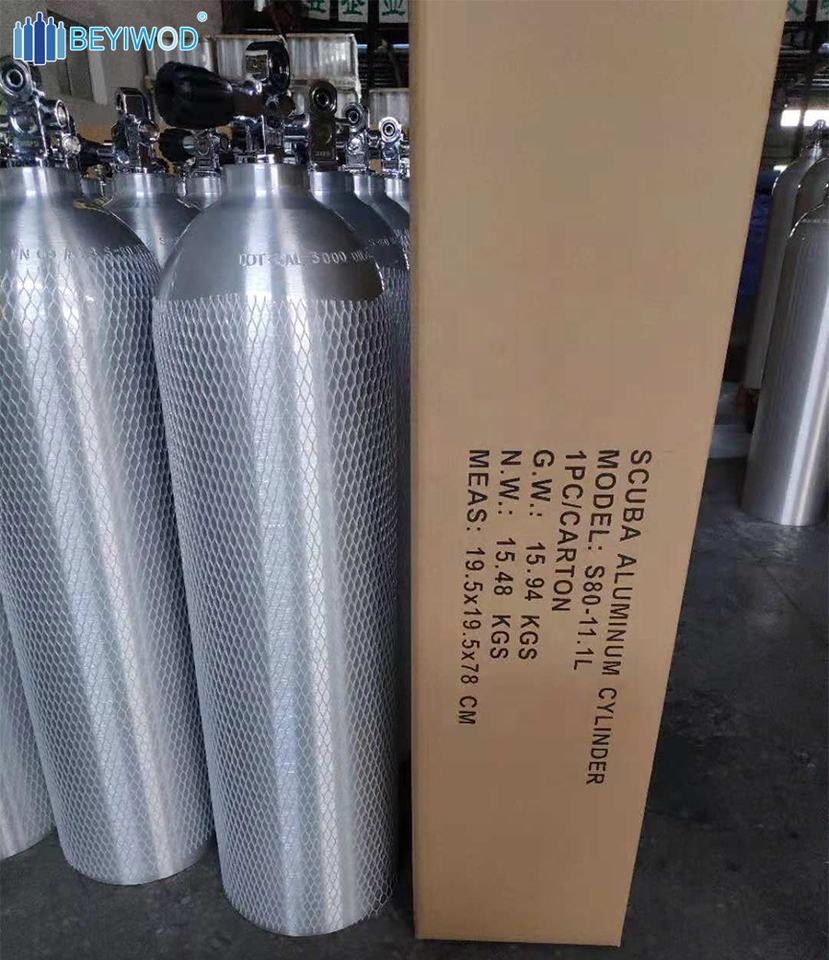 BEYIWOD
SCUBA ALUMINUM CYLINDER
MODEL: S80-11.1L
1PC/CARTON
G.W.: 15.94 KGS
N.W.: 15.48 KGS
MEAS: 19.5x19.5x78 CM
3000